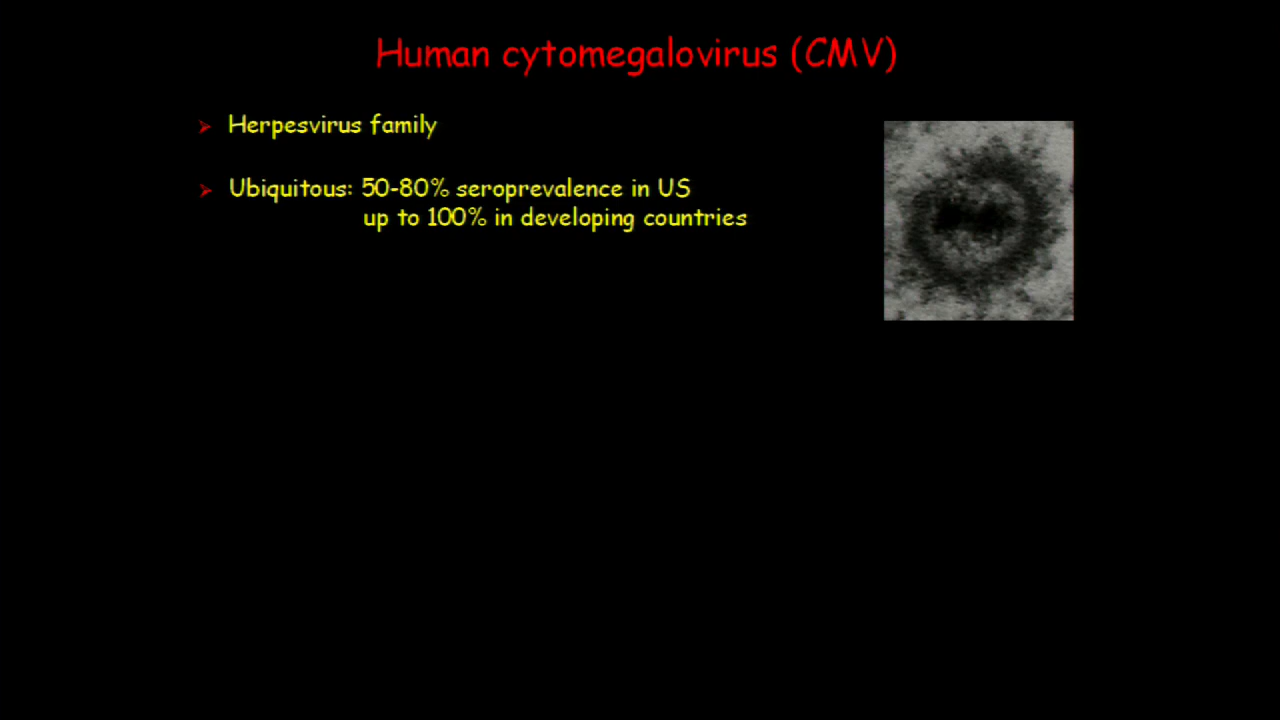 Human cytomegalovirus (CMV)
Herpesvirus family
Ubiquitous: 50-80% seroprevalence in US
up to 100% in developing countries